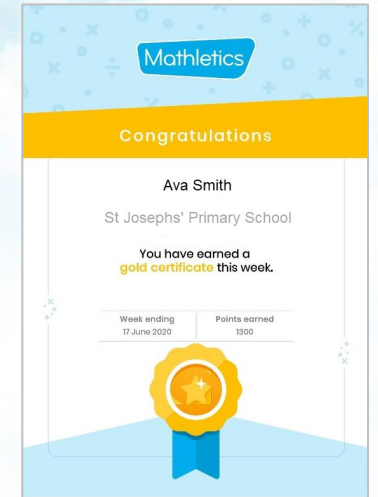 Mathletics
Congratulations
Ava Smith
St Josephs' Primary School
You have earned a
gold certificate this week.
Week ending
17 June 2020
Points earned
1300